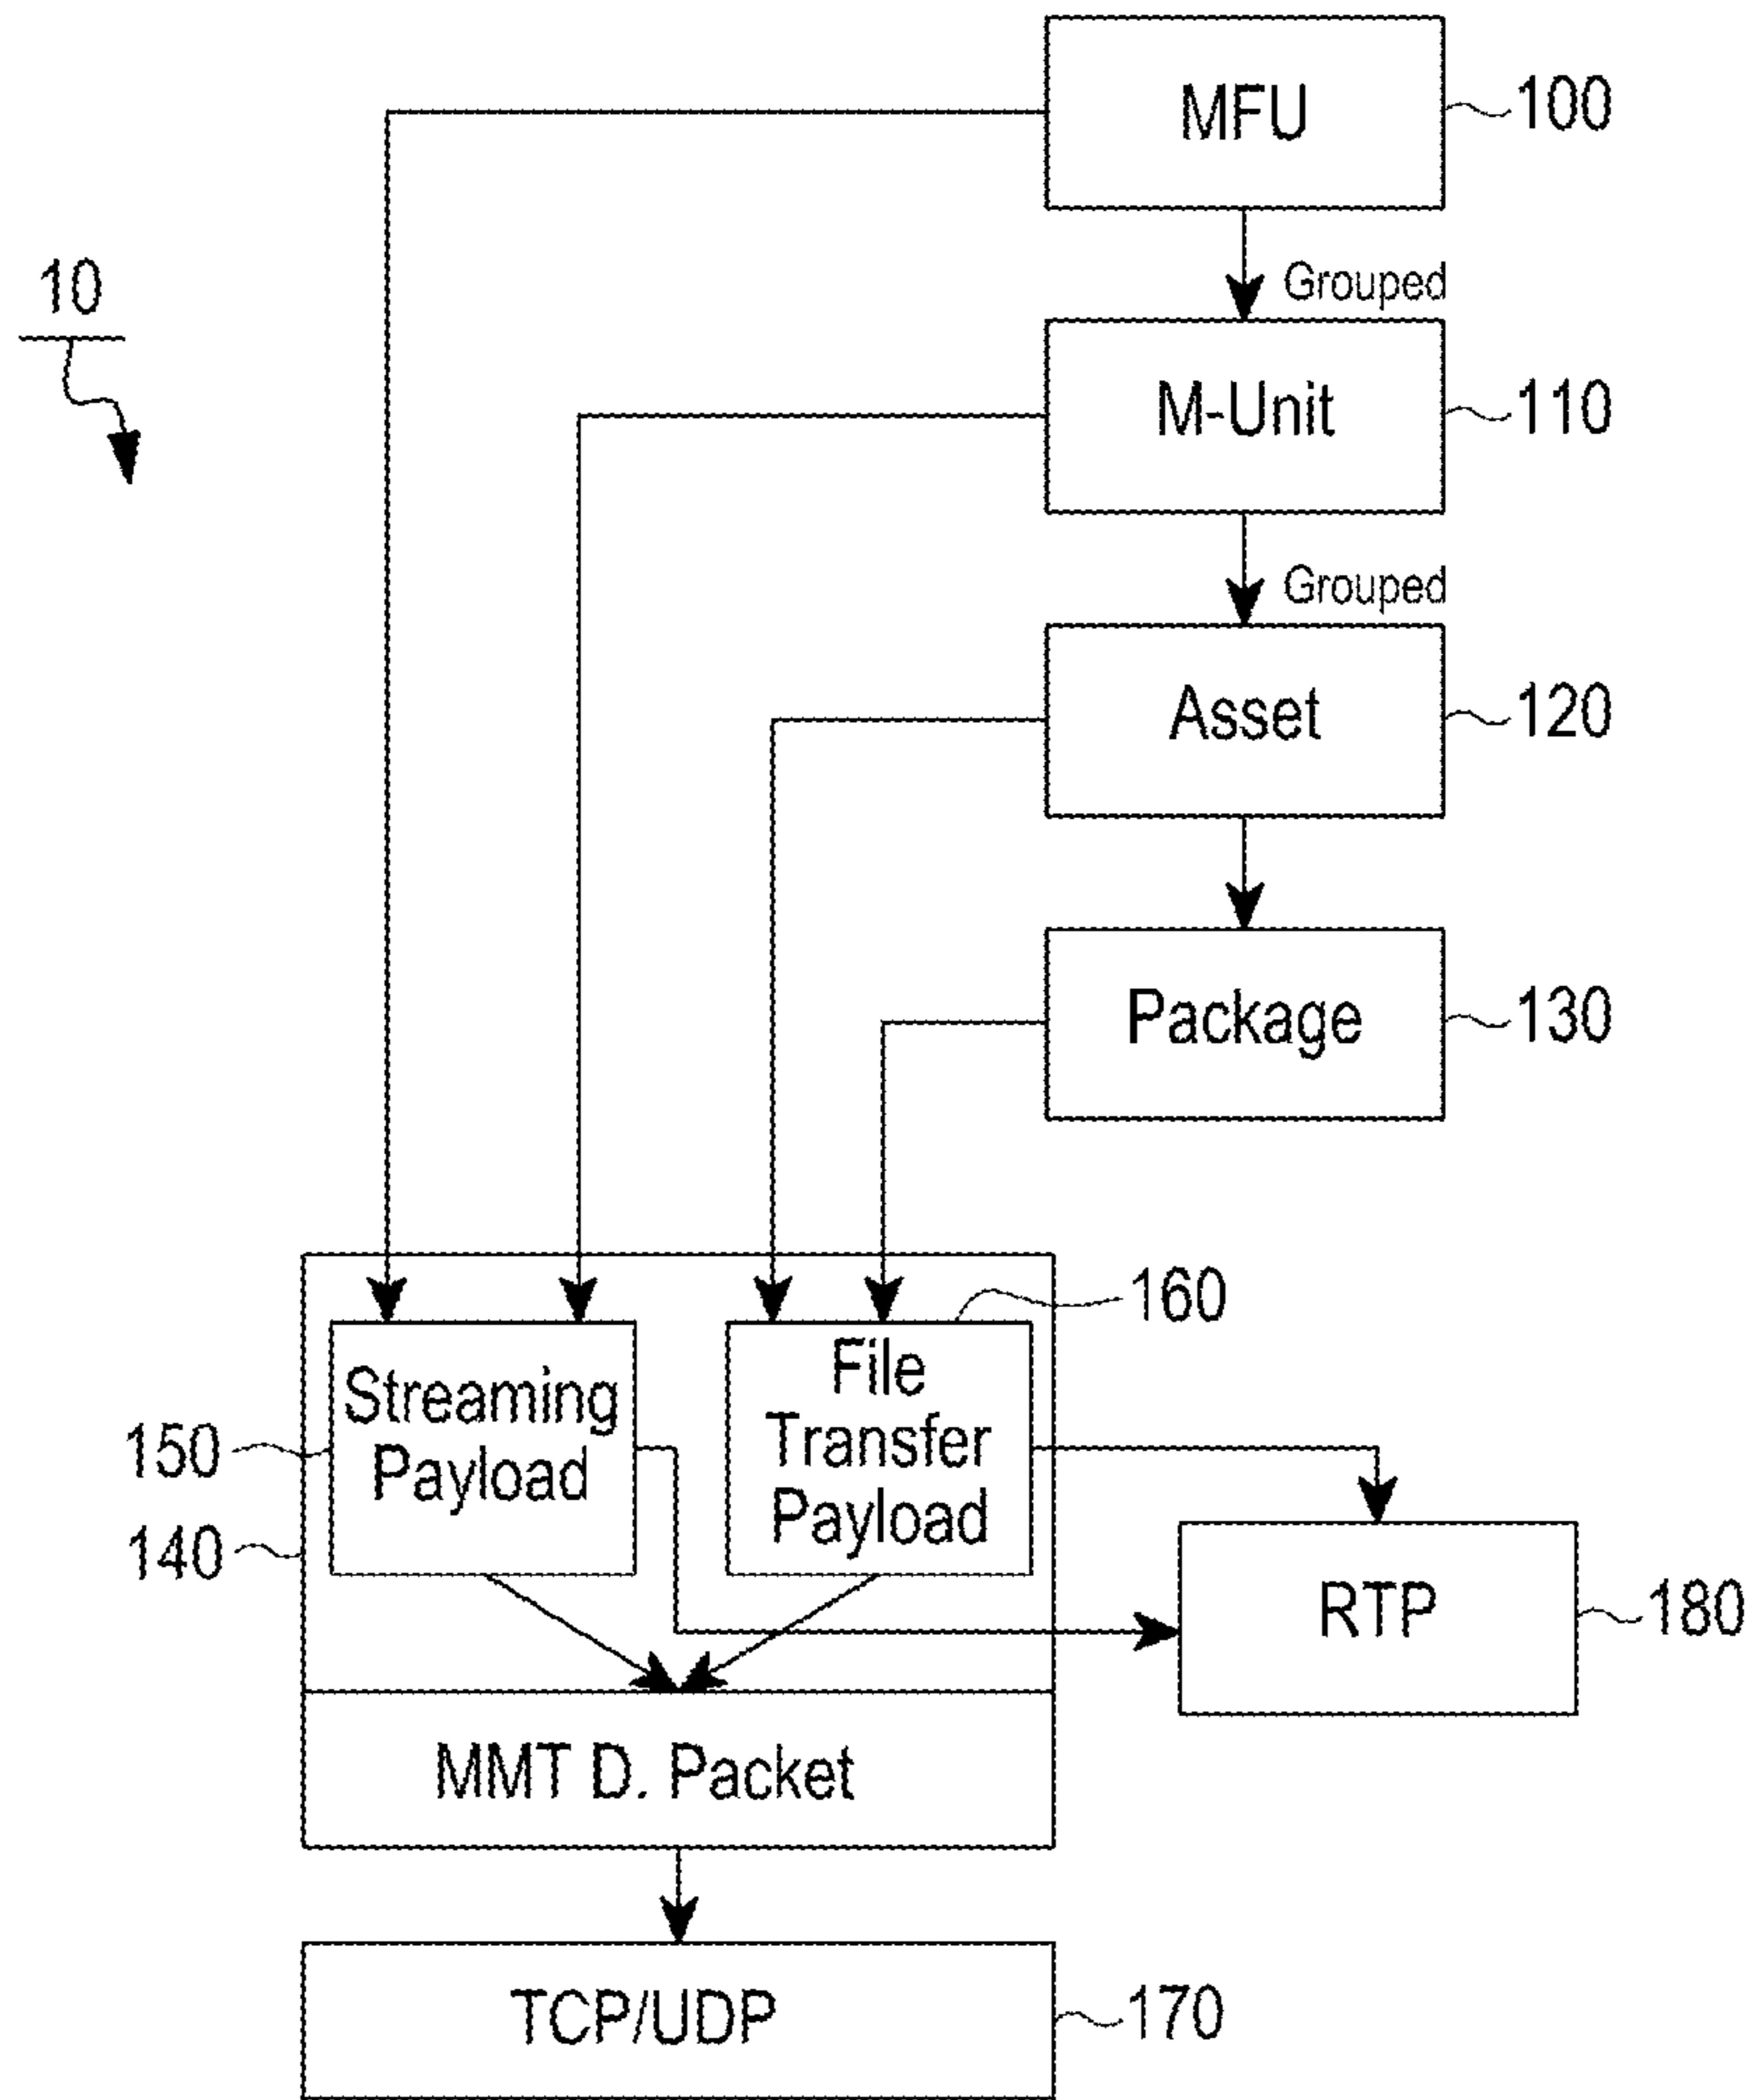 MFU
100
10
Grouped
M-Unit
110
Grouped
Asset
120
Package
130
160
Streaming
Payload
File
Transfer
Payload
150
140
RTP
180
MMT D. Packet
TCP/UDP
170